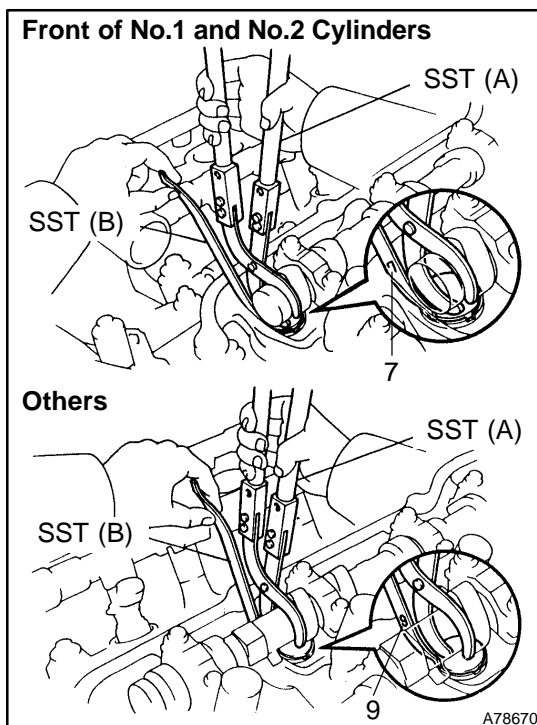 Front of No.1 and No.2 Cylinders
SST (A)
SST (B)
7
Others
SST (A)
SST (B)
9
A78670